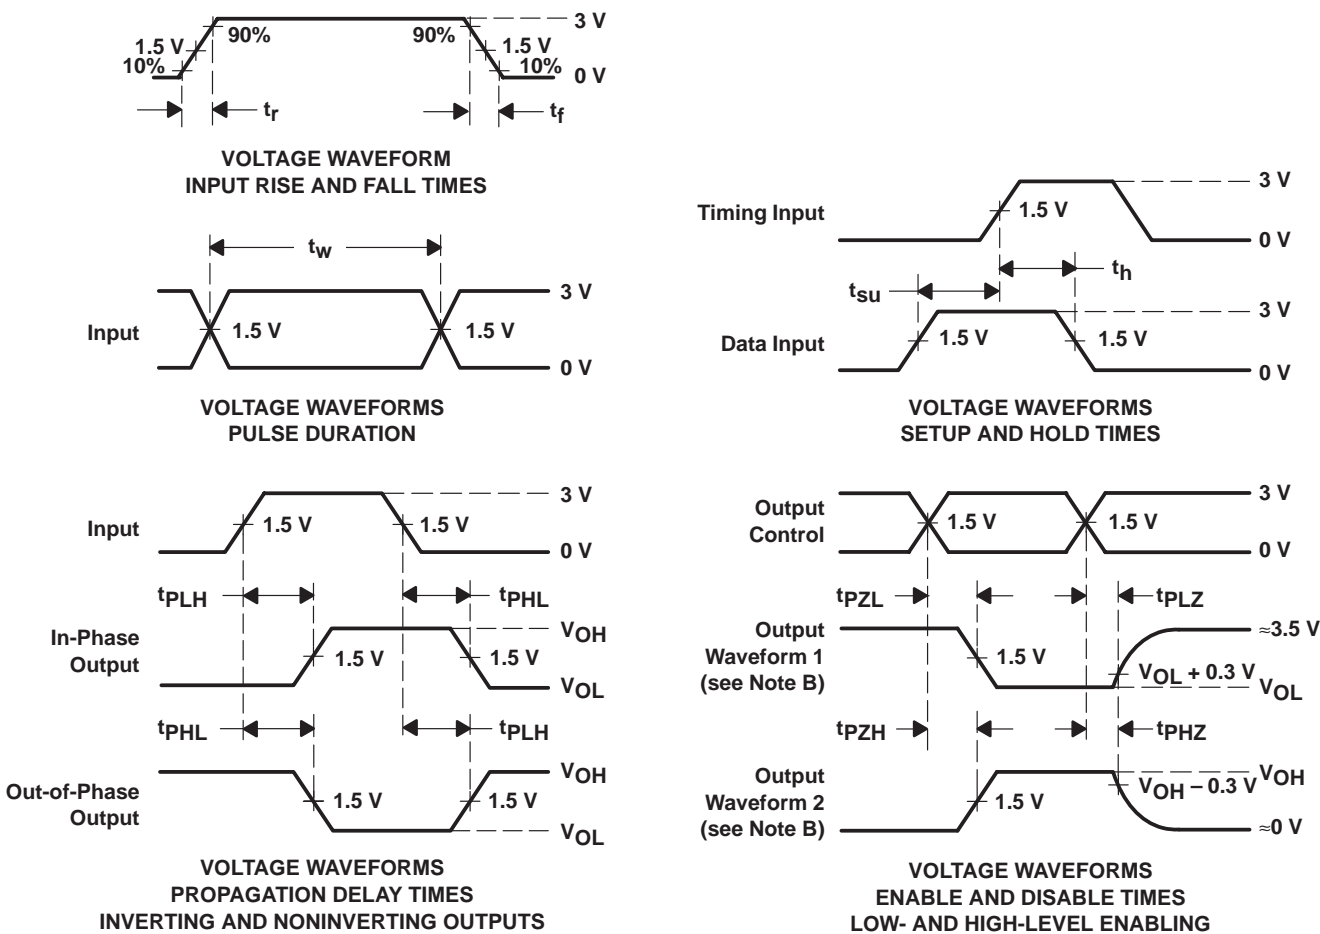 3 V
90%
90%
1.5 V
1.5 V
10%
10%
0 V
tr
tf
VOLTAGE WAVEFORM
INPUT RISE AND FALL TIMES
tw
3 V
Input
1.5 V
1.5 V
0 V
VOLTAGE WAVEFORMS
PULSE DURATION
3 V
Timing Input
1.5 V
0 V
th
tsu
3 V
Data Input
1.5 V
1.5 V
0 V
VOLTAGE WAVEFORMS
SETUP AND HOLD TIMES
3 V
Input
1.5 V
1.5 V
0 V
tPLH
tPHL
In-Phase
Output
VOH
1.5 V
1.5 V
VOL
tPHL
tPLH
Out-of-Phase
Output
VOH
1.5 V
1.5 V
VOL
VOLTAGE WAVEFORMS
PROPAGATION DELAY TIMES
INVERTING AND NONINVERTING OUTPUTS
Output
Control
3 V
1.5 V
1.5 V
0 V
tPZL
tPLZ
Output
Waveform 1
(see Note B)
≈3.5 V
1.5 V
VOL + 0.3 V
VOL
tPZH
tPHZ
Output
Waveform 2
(see Note B)
VOH
1.5 V
VOH – 0.3 V
≈0 V
VOLTAGE WAVEFORMS
ENABLE AND DISABLE TIMES
LOW- AND HIGH-LEVEL ENABLING